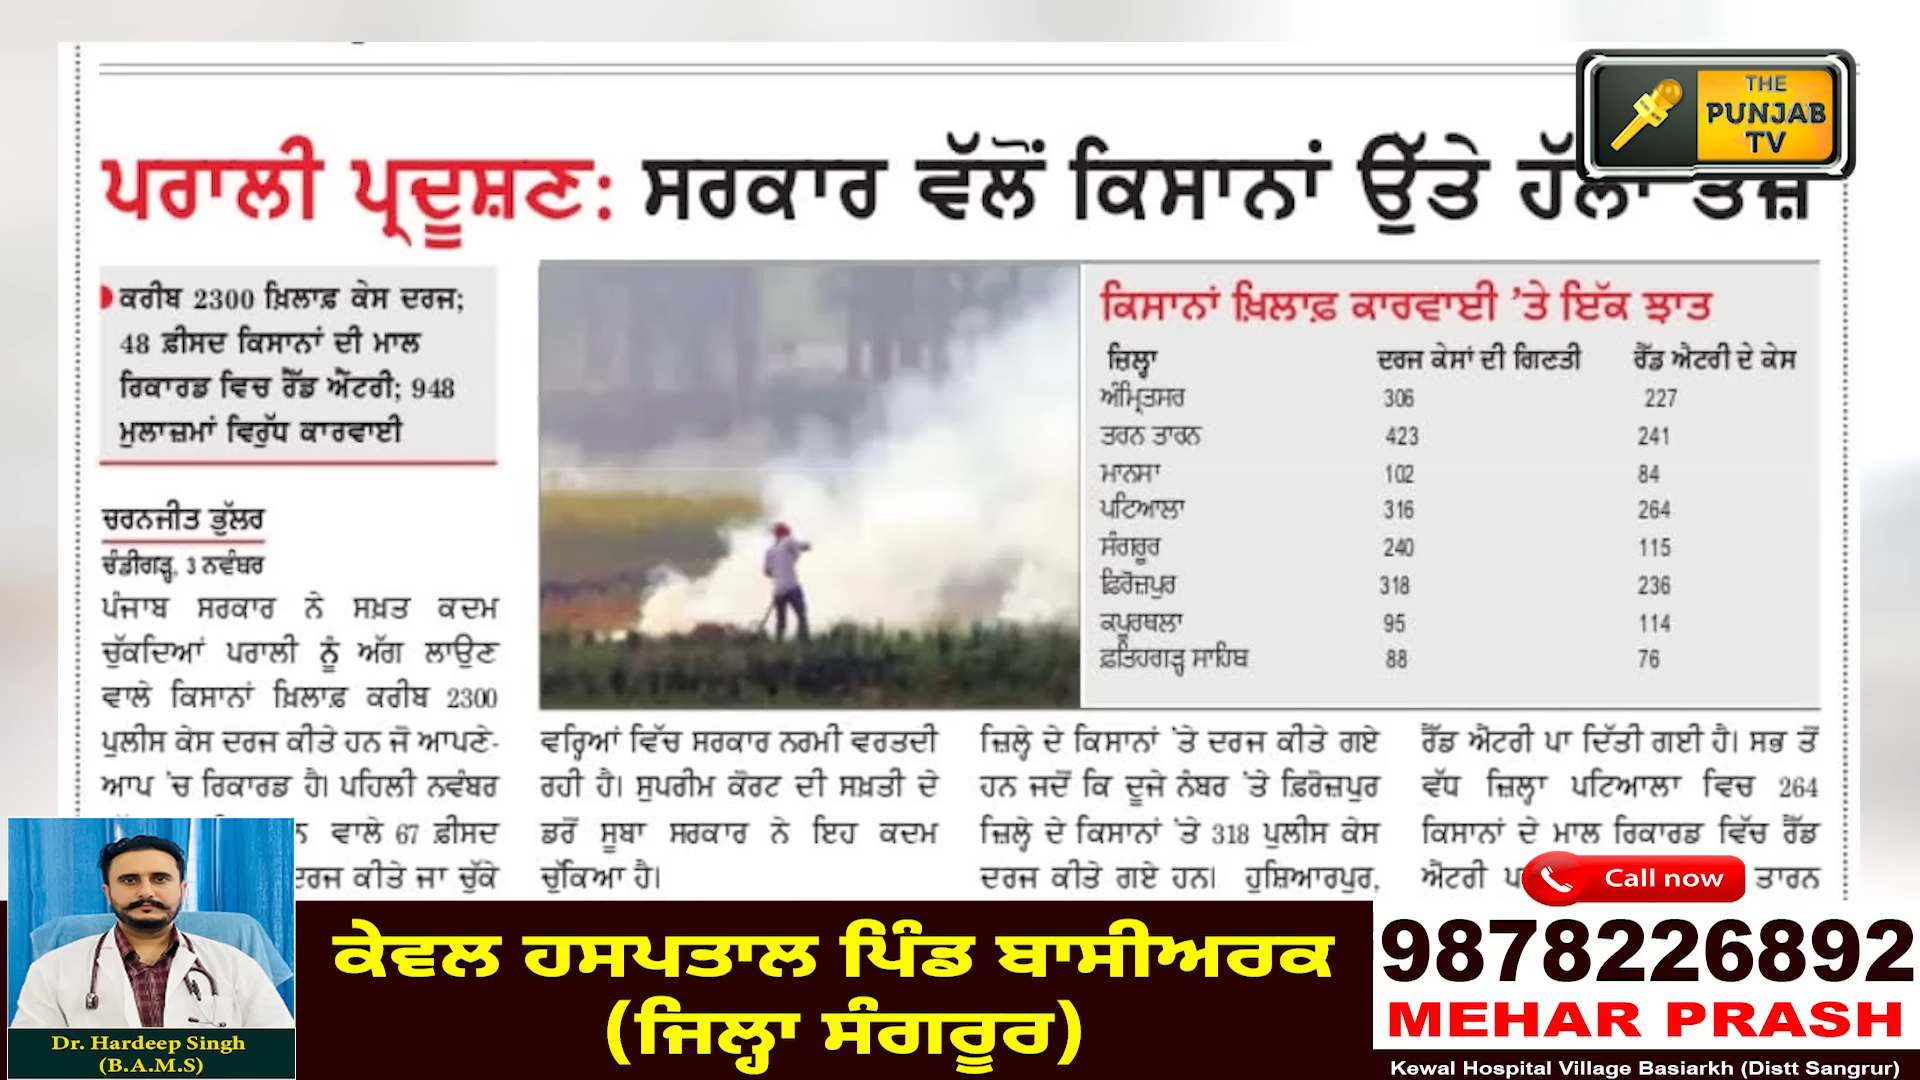 THE
PUNJAB
TV
ਪਰਾਲੀ ਪ੍ਰਦੂਸ਼ਣ: ਸਰਕਾਰ ਵੱਲੋਂ ਕਿਸਾਨਾਂ ਉੱਤੇ ਹੱਲਾ ਤੇਜ਼
ਕਰੀਬ 2300 ਖ਼ਿਲਾਫ਼ ਕੇਸ ਦਰਜ;
48 ਫ਼ੀਸਦ ਕਿਸਾਨਾਂ ਦੀ ਮਾਲ
ਰਿਕਾਰਡ ਵਿਚ ਰੈੱਡ ਐਂਟਰੀ; 948
ਮੁਲਾਜ਼ਮਾਂ ਵਿਰੁੱਧ ਕਾਰਵਾਈ
ਚਰਨਜੀਤ ਭੁੱਲਰ
ਚੰਡੀਗੜ੍ਹ, 3 ਨਵੰਬਰ
ਪੰਜਾਬ ਸਰਕਾਰ ਨੇ ਸਖ਼ਤ ਕਦਮ
ਚੁੱਕਦਿਆਂ ਪਰਾਲੀ ਨੂੰ ਅੱਗ ਲਾਉਣ
ਵਾਲੇ ਕਿਸਾਨਾਂ ਖ਼ਿਲਾਫ਼ ਕਰੀਬ 2300
ਪੁਲੀਸ ਕੇਸ ਦਰਜ ਕੀਤੇ ਹਨ ਜੋ ਆਪਣੇ-
ਆਪ 'ਚ ਰਿਕਾਰਡ ਹੈ। ਪਹਿਲੀ ਨਵੰਬਰ
ਵਾਲੇ 67 ਫ਼ੀਸਦ
ਦਰਜ ਕੀਤੇ ਜਾ ਚੁੱਕੇ
ਕਿਸਾਨਾਂ ਖ਼ਿਲਾਫ਼ ਕਾਰਵਾਈ 'ਤੇ ਇੱਕ ਝਾਤ
ਜ਼ਿਲ੍ਹਾ ਦਰਜ ਕੇਸਾਂ ਦੀ ਗਿਣਤੀ ਰੈੱਡ ਐਟਰੀ ਦੇ ਕੇਸ
ਅੰਮ੍ਰਿਤਸਰ 306 227
ਤਰਨ ਤਾਰਨ 423 241
ਮਾਨਸਾ 102 84
ਪਟਿਆਲਾ 316 264
ਸੰਗਰੂਰ 240 115
ਫ਼ਿਰੋਜ਼ਪੁਰ 318 236
ਕਪੂਰਥਲਾ 95 114
ਫ਼ਤਿਹਗੜ੍ਹ ਸਾਹਿਬ 88 76
ਵਰ੍ਹਿਆਂ ਵਿੱਚ ਸਰਕਾਰ ਨਰਮੀ ਵਰਤਦੀ
ਰਹੀ ਹੈ। ਸੁਪਰੀਮ ਕੋਰਟ ਦੀ ਸਖ਼ਤੀ ਦੇ
ਡਰੋਂ ਸੂਬਾ ਸਰਕਾਰ ਨੇ ਇਹ ਕਦਮ
ਚੁੱਕਿਆ ਹੈ।
ਜ਼ਿਲ੍ਹੇ ਦੇ ਕਿਸਾਨਾਂ 'ਤੇ ਦਰਜ ਕੀਤੇ ਗਏ
ਹਨ ਜਦੋਂ ਕਿ ਦੂਜੇ ਨੰਬਰ 'ਤੇ ਫ਼ਿਰੋਜ਼ਪੁਰ
ਜ਼ਿਲ੍ਹੇ ਦੇ ਕਿਸਾਨਾਂ 'ਤੇ 318 ਪੁਲੀਸ ਕੇਸ
ਦਰਜ ਕੀਤੇ ਗਏ ਹਨ। ਹੁਸ਼ਿਆਰਪੁਰ,
ਰੈੱਡ ਐਂਟਰੀ ਪਾ ਦਿੱਤੀ ਗਈ ਹੈ। ਸਭ ਤੋਂ
ਵੱਧ ਜ਼ਿਲ੍ਹਾ ਪਟਿਆਲਾ ਵਿਚ 264
ਕਿਸਾਨਾਂ ਦੇ ਮਾਲ ਰਿਕਾਰਡ ਵਿੱਚ ਰੈੱਡ
ਐਂਟਰੀ ਤਾਰਨ
Call now
ਕੇਵਲ ਹਸਪਤਾਲ ਪਿੰਡ ਬਾਸੀਅਰਕ
(ਜਿਲ੍ਹਾ ਸੰਗਰੂਰ)
9878226892
MEHAR PRASH
Kewal Hospital Village Basiarkh (Distt Sangrur)
Dr. Hardeep Singh
(B.A.M.S)